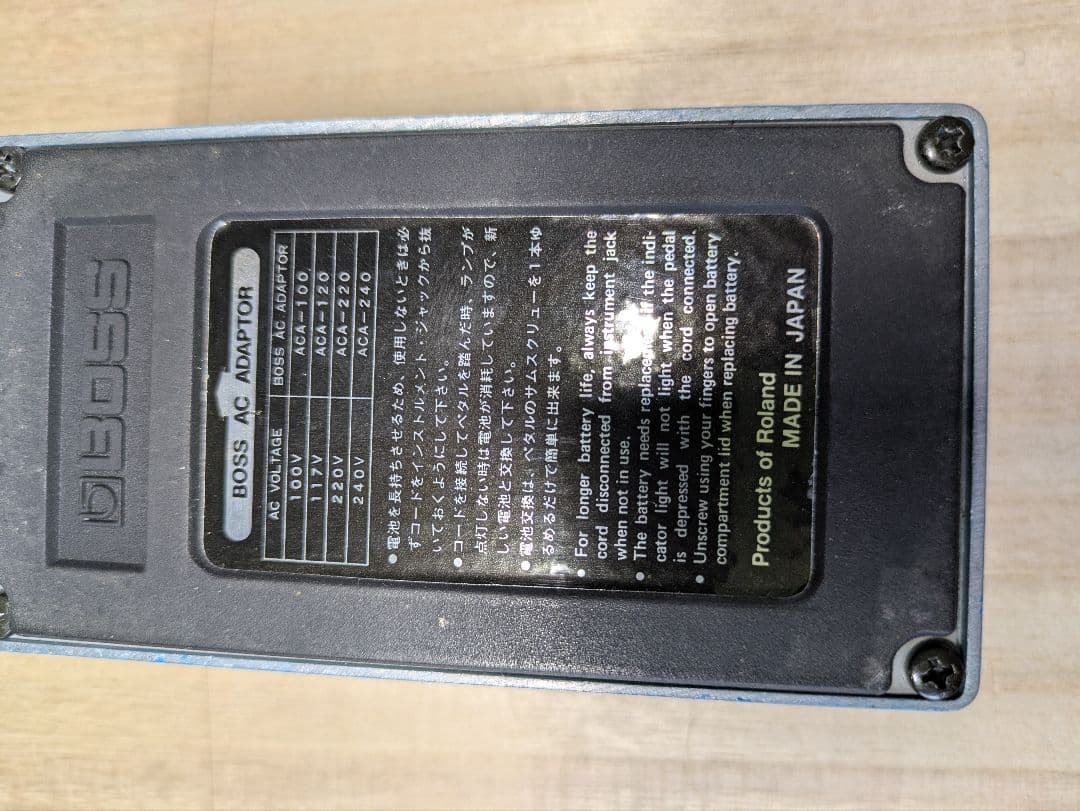 BOSS
BOSS AC ADAPTOR
AC VOLTAGE BOSS AC ADAPTOR
100V ACA-100
117V ACA-120
220V ACA-220
240V ACA-240
●電池を長持ちさせるため、使用しないときは必
ずコードをインストルメント・ジャックから抜
いておくようにして下さい。
●コードを接続してペダルを踏んだ時、ランプが
点灯しない時は電池が消耗していますので、新
しい電池と交換して下さい。
●電池交換は、ペダルのサムスクリューを1本ゆ
るめるだけで簡単に出来ます。
● For longer battery life, always keep the
cord disconnected from instrument jack
when not in use.
● The battery needs if the indi-
cator light will not light when the pedal
is depressed with the cord connected.
● Unscrew using your fingers to open battery
compartment lid when replacing battery.
Products of Roland
MADE IN JAPAN